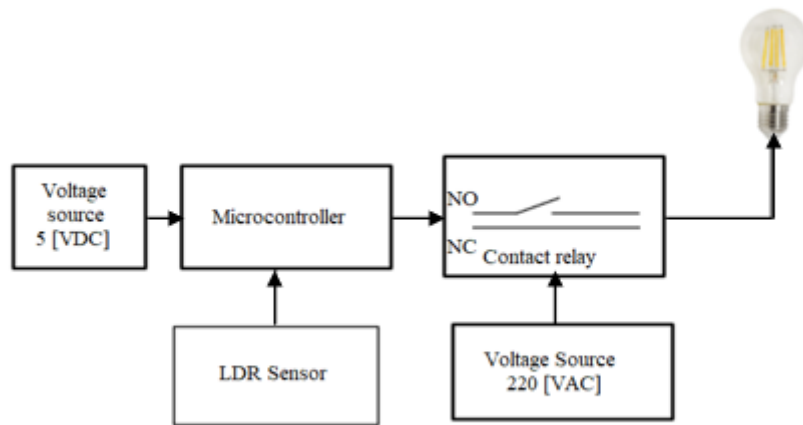 Voltage
source
5 [VDC]
Microcontroller
NO
NC
Contact relay
LDR Sensor
Voltage Source
220 [VAC]